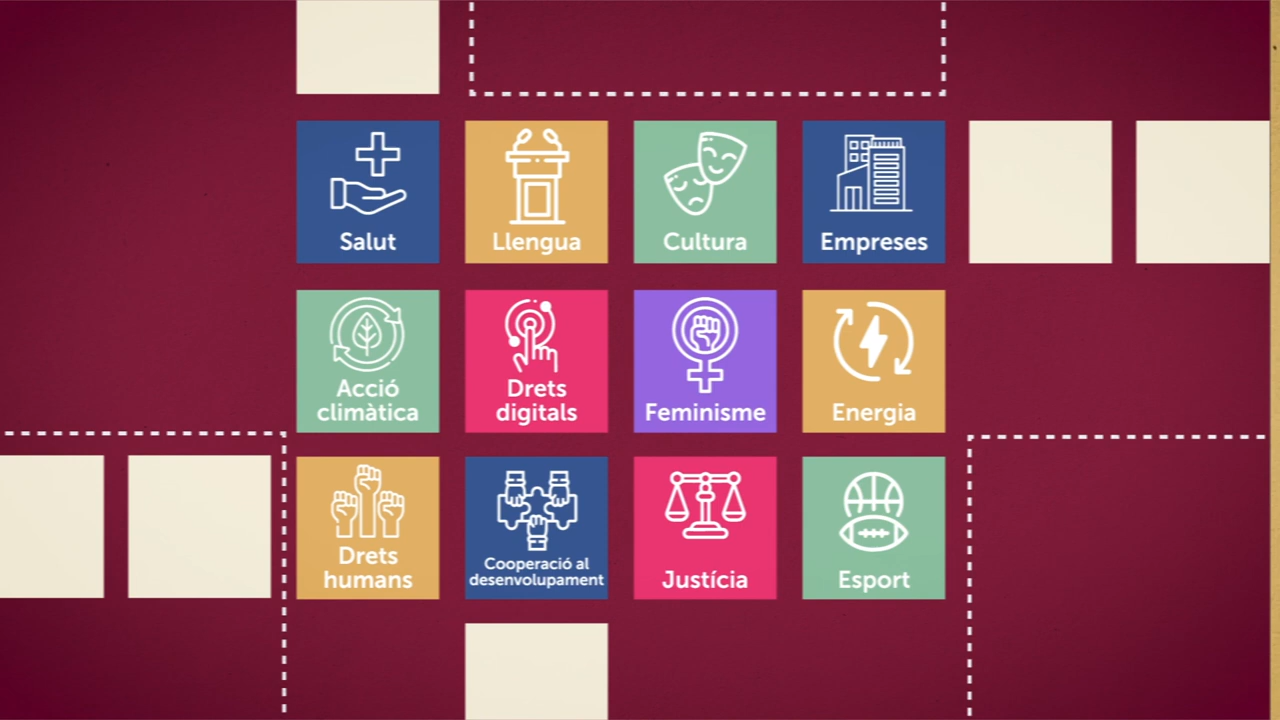 Salut
Llengua
Cultura
Empreses
Acció
climàtica
Drets
digitals
Feminisme
Energia
Drets
humans
Cooperació al
desenvolupament
Justícia
Esport